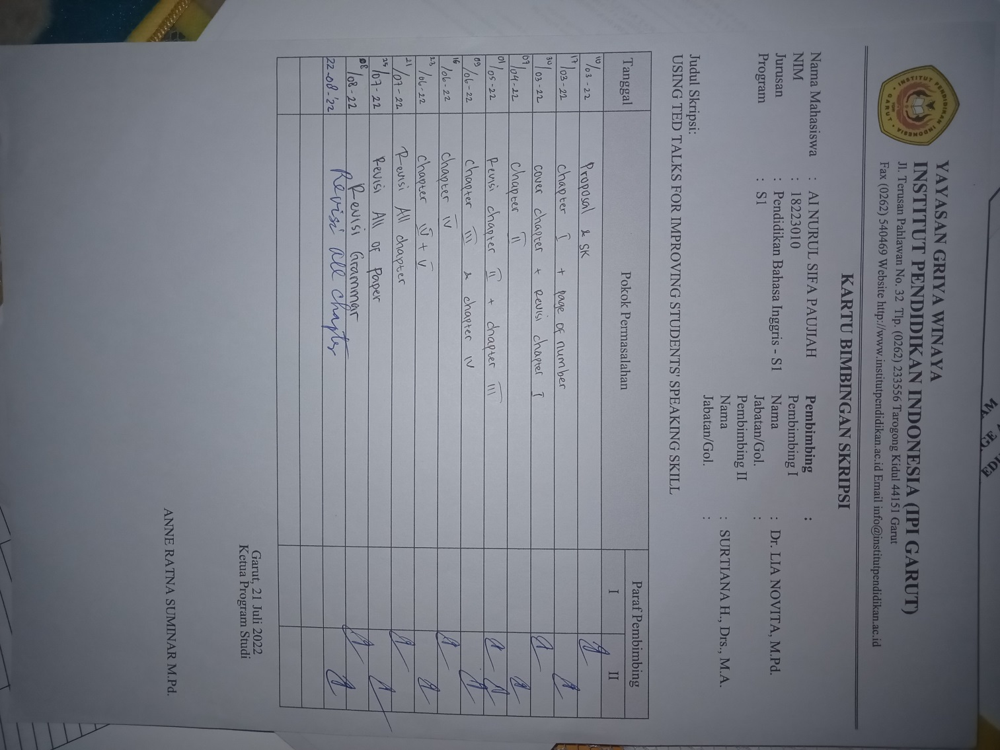 YAYASAN GRIYA WINAYA
INSTITUT PENDIDIKAN INDONESIA (IPI GARUT)
Jl. Terusan Pahlawan No. 32 Tlp. (0262) 233556 Tarogong Kidul 44151 Garut
Fax (0262) 540469 Website http://www.institutpendidikan.ac.id Email info@institutpendidikan.ac.id
INSTITUT PENDIDIKAN INDONESIA
GARUT
KARTU BIMBINGAN SKRIPSI
Nama Mahasiswa : AI NURUL SIFA PAUJIAH
NIM : 18223010
Jurusan : Pendidikan Bahasa Inggris - S1
Program : S1
Pembimbing :
Pembimbing I
Nama : Dr. LIA NOVITA, M.Pd.
Jabatan/Gol. :
Pembimbing II
Nama : SURTIANA H., Drs., M.A.
Jabatan/Gol. :
Judul Skripsi:
USING TED TALKS FOR IMPROVING STUDENTS' SPEAKING SKILL
Tanggal Pokok Permasalahan Paraf Pembimbing
I II
10/03-22 Proposal & SK
17/03-22 chapter I + page of number
30/03-22 cover chapter + Revisi chapter I
07/04-22 chapter II
01/05-22 Revisi chapter II + chapter III
09/06-22 chapter III & chapter IV
16/06-22 chapter IV
23/06-22 chapter IV + V
21/07-22 Revisi All chapter
25/07-22 Revisi All of Paper
08/08-22 Revisi Grammar
22-08-'22 Revisi all chapter
Garut, 21 Juli 2022
Ketua Program Studi
ANNE RATNA SUMINAR M.Pd.
AM
GE
EDU